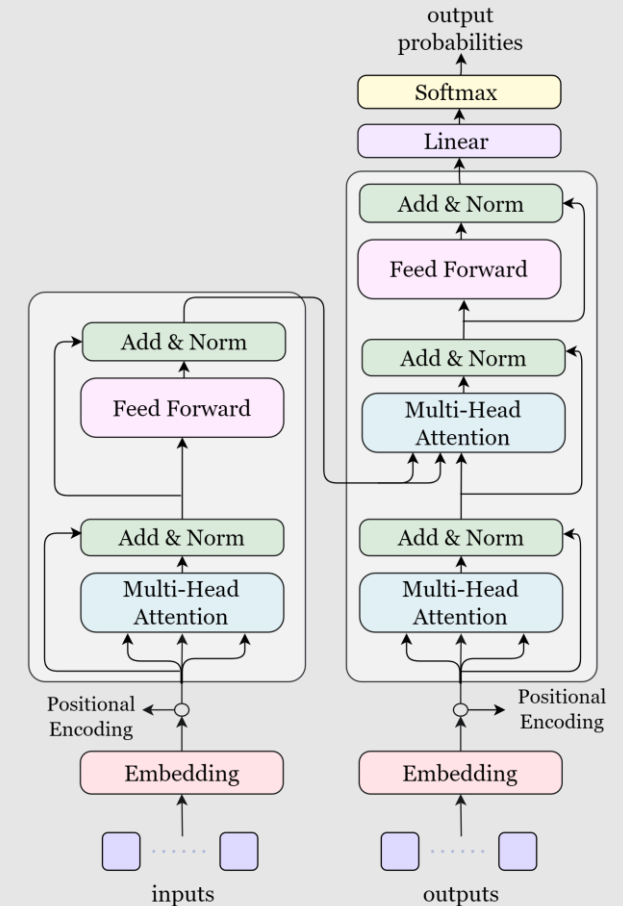 output
probabilities
Softmax
Linear
Add & Norm
Feed Forward
Add & Norm
Multi-Head
Attention
Add & Norm
Multi-Head
Attention
Positional
Encoding
Embedding
outputs
Add & Norm
Feed Forward
Add & Norm
Multi-Head
Attention
Positional
Encoding
Embedding
inputs